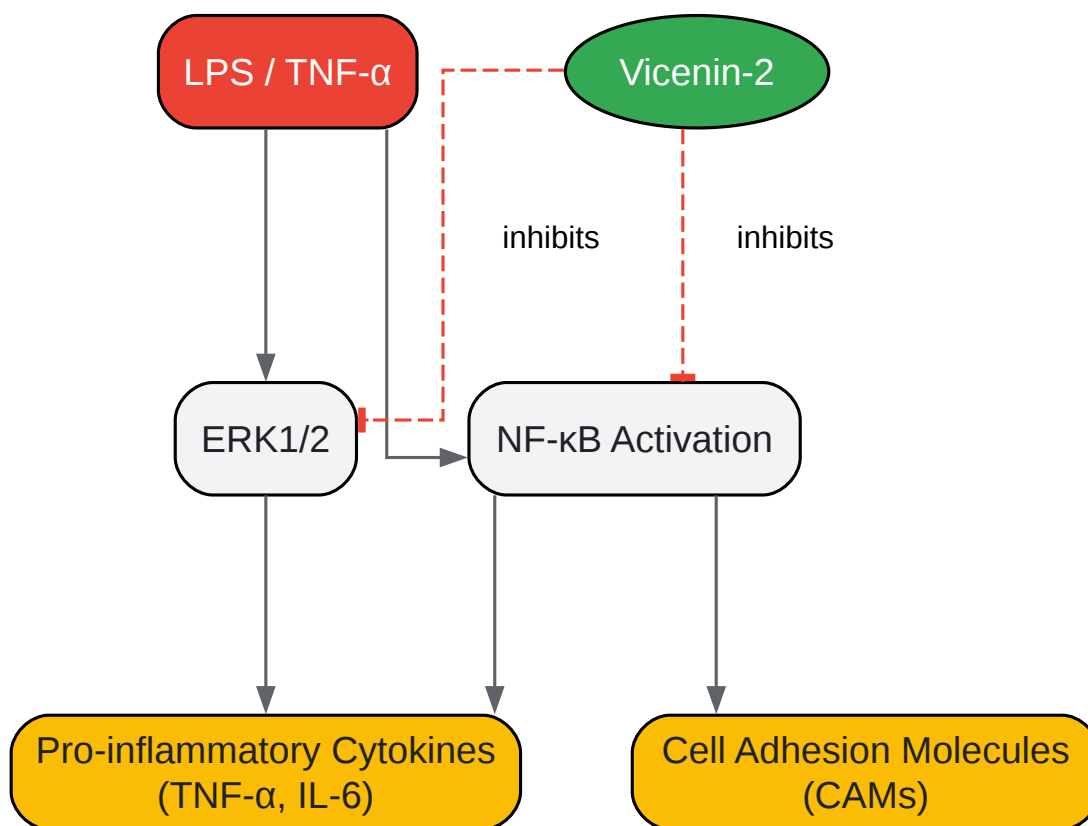 LPS / TNF-α
Vicenin-2
inhibits
inhibits
ERK1/2
NF-κB Activation
Pro-inflammatory Cytokines
(TNF-α, IL-6)
Cell Adhesion Molecules
(CAMs)